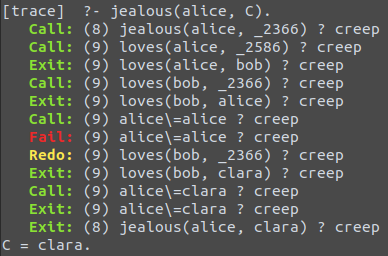 [trace]  ?- jealous(alice, C).
   Call: (8) jealous(alice, _2366) ? creep
   Call: (9) loves(alice, _2586) ? creep
   Exit: (9) loves(alice, bob) ? creep
   Call: (9) loves(bob, _2366) ? creep
   Exit: (9) loves(bob, alice) ? creep
   Call: (9) alice\=alice ? creep
   Fail: (9) alice\=alice ? creep
   Redo: (9) loves(bob, _2366) ? creep
   Exit: (9) loves(bob, clara) ? creep
   Call: (9) alice\=clara ? creep
   Exit: (9) alice\=clara ? creep
   Exit: (8) jealous(alice, clara) ? creep
C = clara.